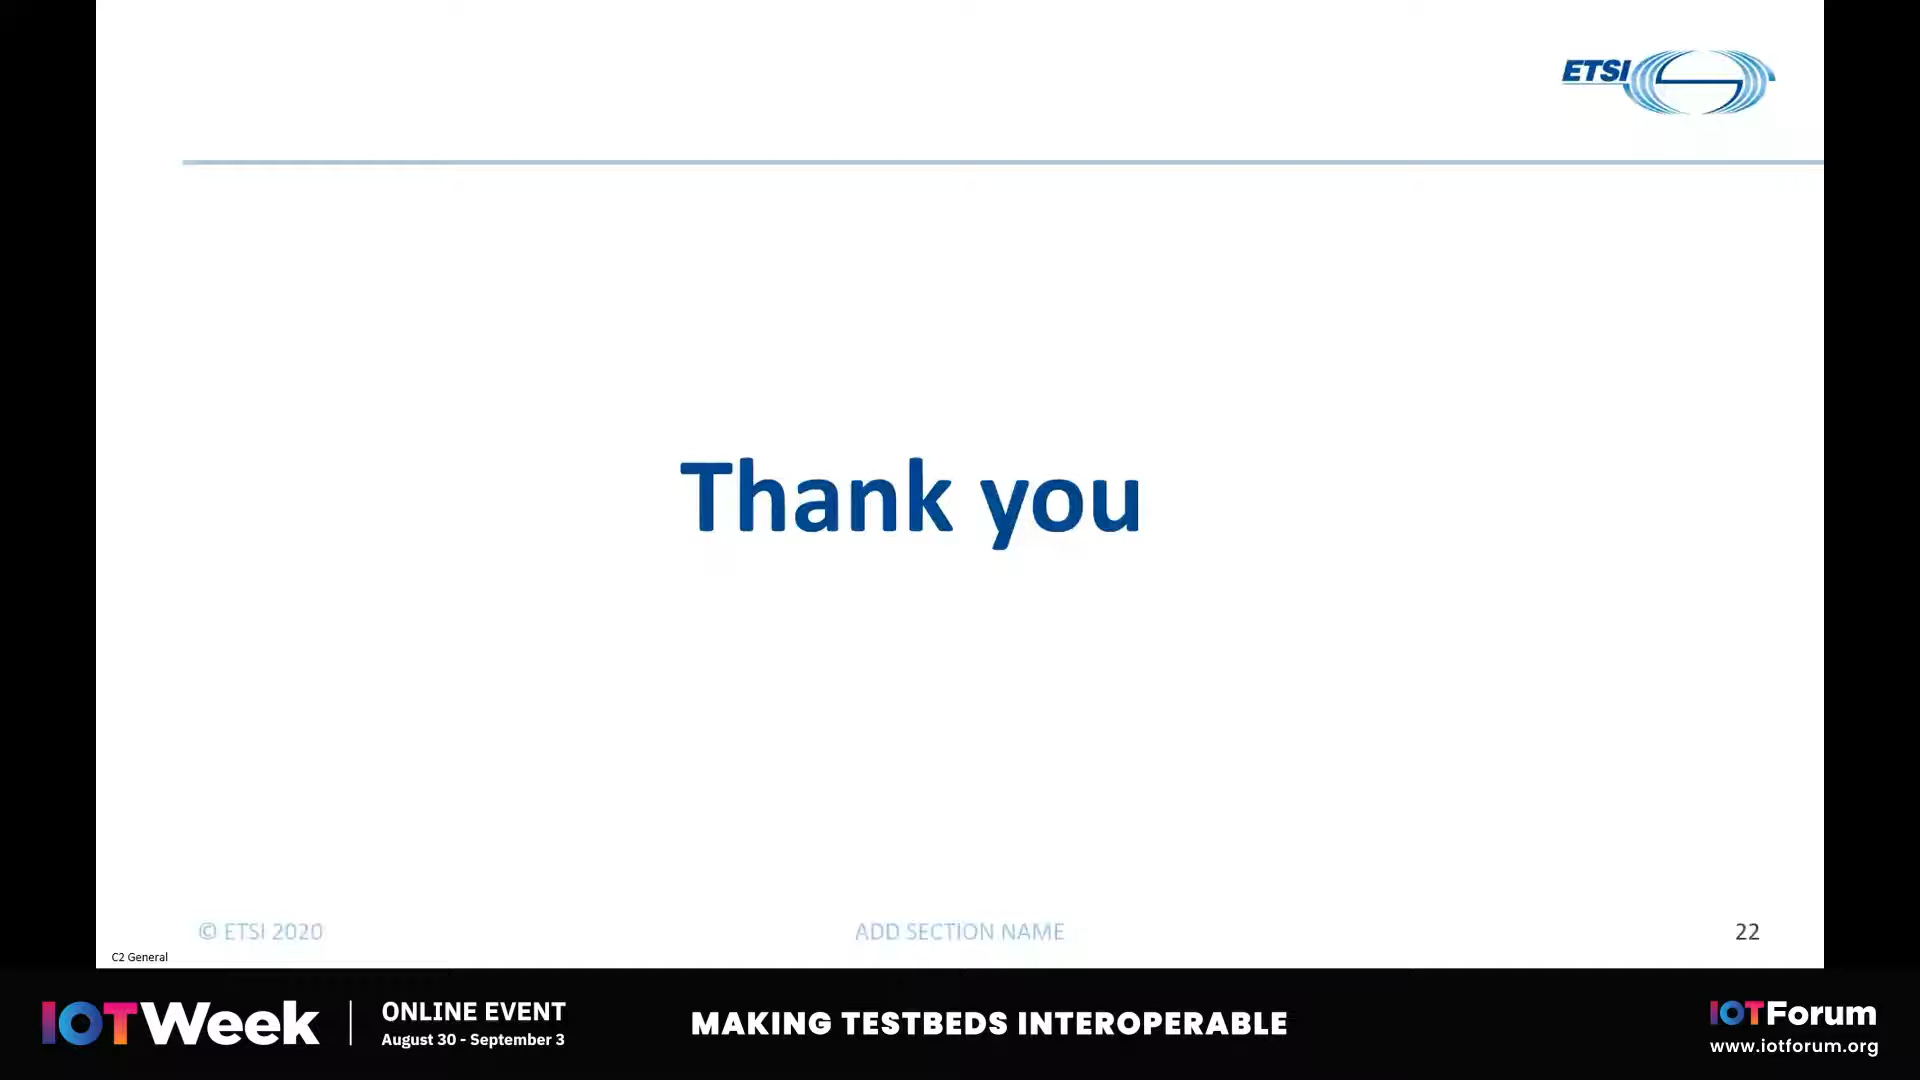 ETSI
Thank you
© ETSI 2020
ADD SECTION NAME
22
C2 General
IOTWeek
ONLINE EVENT
August 30 - September 3
MAKING TESTBEDS INTEROPERABLE
IOTForum
www.iotforum.org